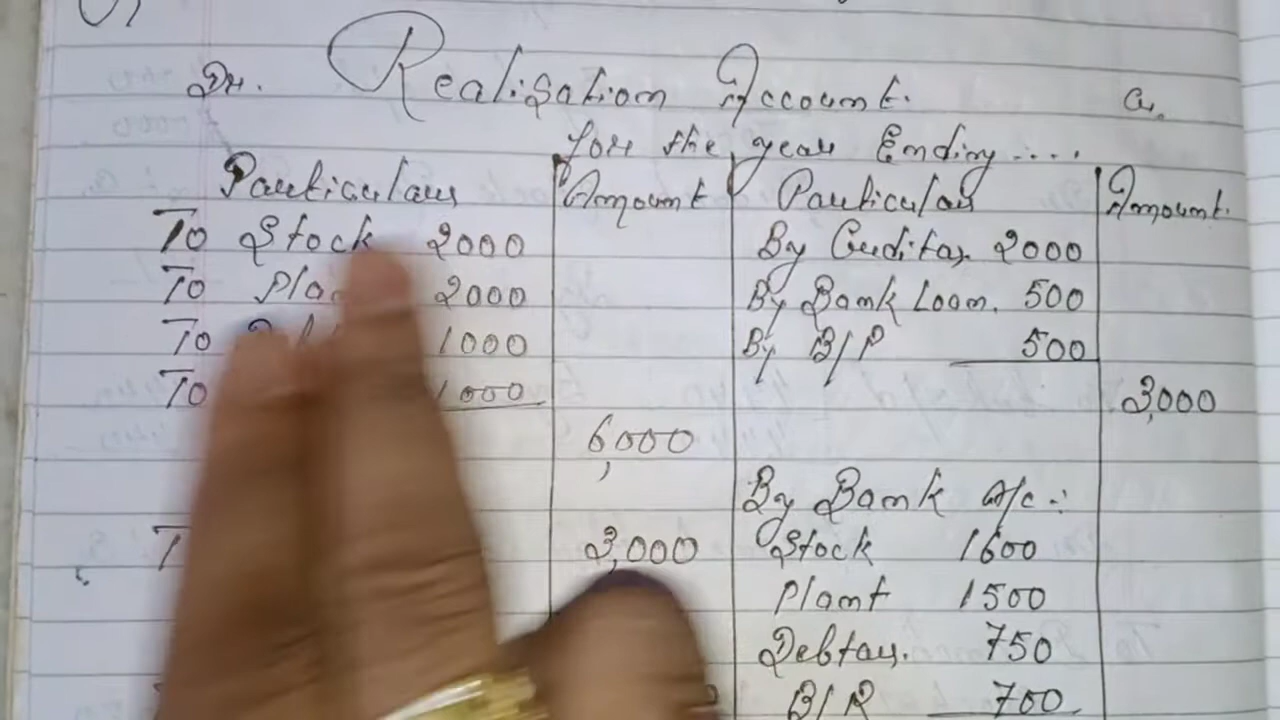 Dr. Realisation Account. Cr.
for the year Ending....
Particulars Amount Particulars Amount.
To Stock 2000 By Creditors. 2000
To 2000 By Bank Loan. 500
To 1000 By B/P 500
To 1000 3,000
6,000
By Bank A/c :
3,000 Stock 1600
Plant 1500
Debtors. 750
B/R 700